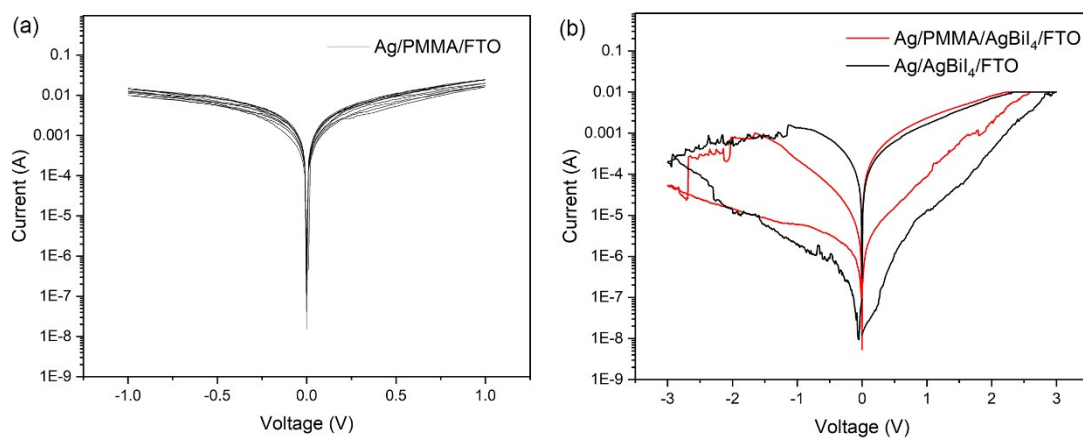 (a)
Ag/PMMA/FTO
0.1
0.01
0.001
1E-4
1E-5
1E-6
1E-7
1E-8
1E-9
Current (A)
-1.0
-0.5
0.0
0.5
1.0
Voltage (V)
(b)
Ag/PMMA/AgBiI₄/FTO
Ag/AgBiI₄/FTO
0.1
0.01
0.001
1E-4
1E-5
1E-6
1E-7
1E-8
1E-9
Current (A)
-3
-2
-1
0
1
2
3
Voltage (V)